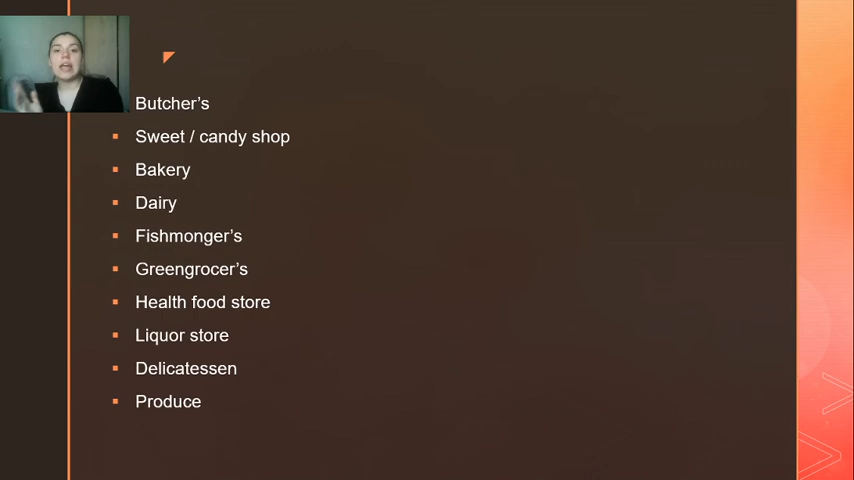 Butcher’s
Sweet / candy shop
Bakery
Dairy
Fishmonger’s
Greengrocer’s
Health food store
Liquor store
Delicatessen
Produce